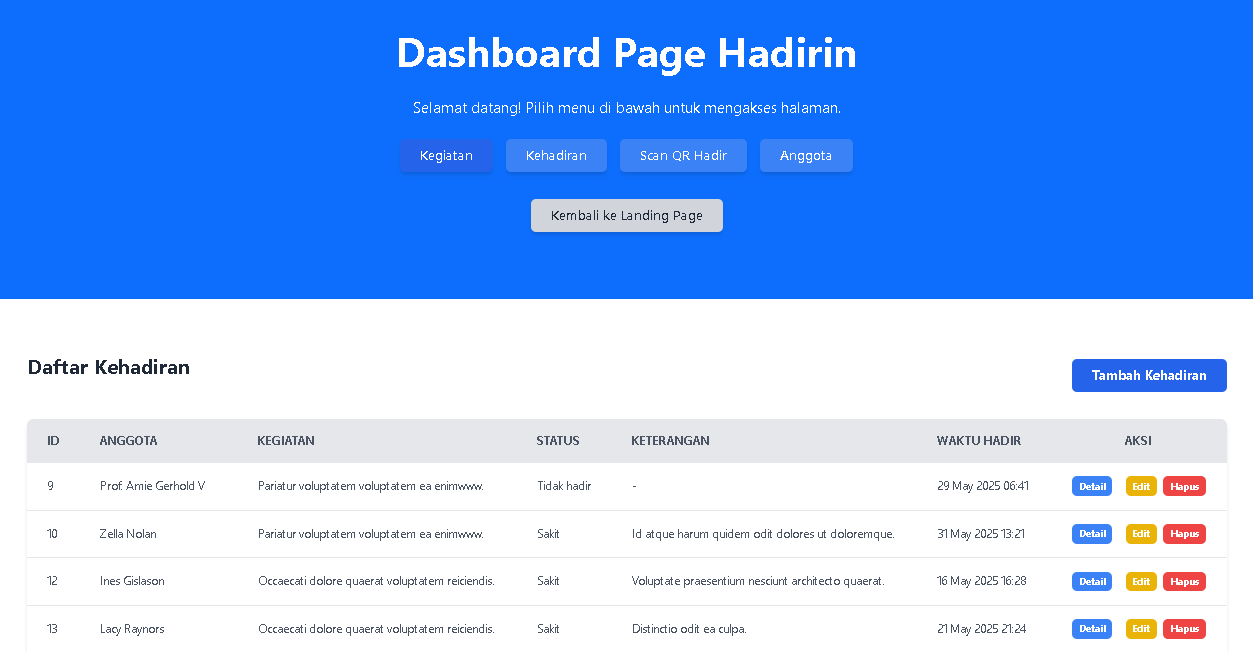 Dashboard Page Hadirin
Selamat datang! Pilih menu di bawah untuk mengakses halaman.
Kegiatan Kehadiran Scan QR Hadir Anggota
Kembali ke Landing Page
Daftar Kehadiran
Tambah Kehadiran
ID ANGGOTA KEGIATAN STATUS KETERANGAN WAKTU HADIR AKSI
9 Prof. Amie Gerhold V Pariatur voluptatem voluptatem ea enimwww. Tidak hadir - 29 May 2025 06:41 Detail Edit Hapus
10 Zella Nolan Pariatur voluptatem voluptatem ea enimwww. Sakit Id atque harum quidem odit dolores ut doloremque. 31 May 2025 13:21 Detail Edit Hapus
12 Ines Gislason Occaecati dolore quaerat voluptatem reiciendis. Sakit Voluptate praesentium nesciunt architecto quaerat. 16 May 2025 16:28 Detail Edit Hapus
13 Lacy Raynors Occaecati dolore quaerat voluptatem reiciendis. Sakit Distinctio odit ea culpa. 21 May 2025 21:24 Detail Edit Hapus